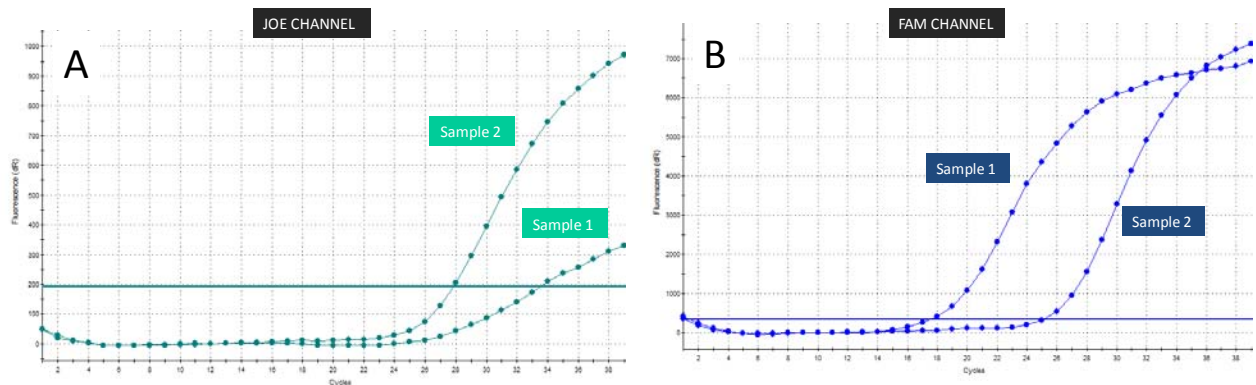 JOE CHANNEL
A
Sample 2
Sample 1
Fluorescence (dR)
1000
900
800
700
600
500
400
300
200
100
0
2 4 6 8 10 12 14 16 18 20 22 24 26 28 30 32 34 36 38
Cycles
FAM CHANNEL
B
Sample 1
Sample 2
Fluorescence (dR)
7000
6000
5000
4000
3000
2000
1000
0
2 4 6 8 10 12 14 16 18 20 22 24 26 28 30 32 34 36 38
Cycles